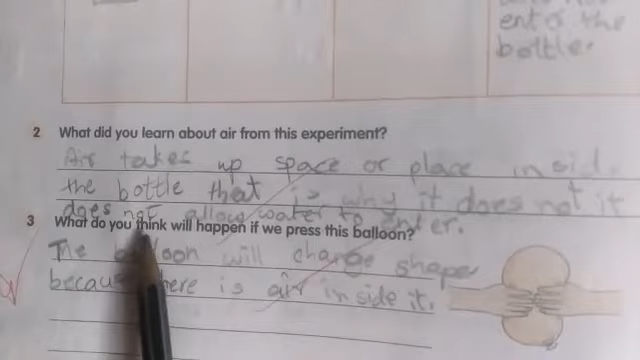 ent o the
bottle.
2 What did you learn about air from this experiment?
Air takes up space or place inside
the bottle that is why it does not it
does not allow water to enter.
3 What do you think will happen if we press this balloon?
The balloon will change shape
because there is air inside it.